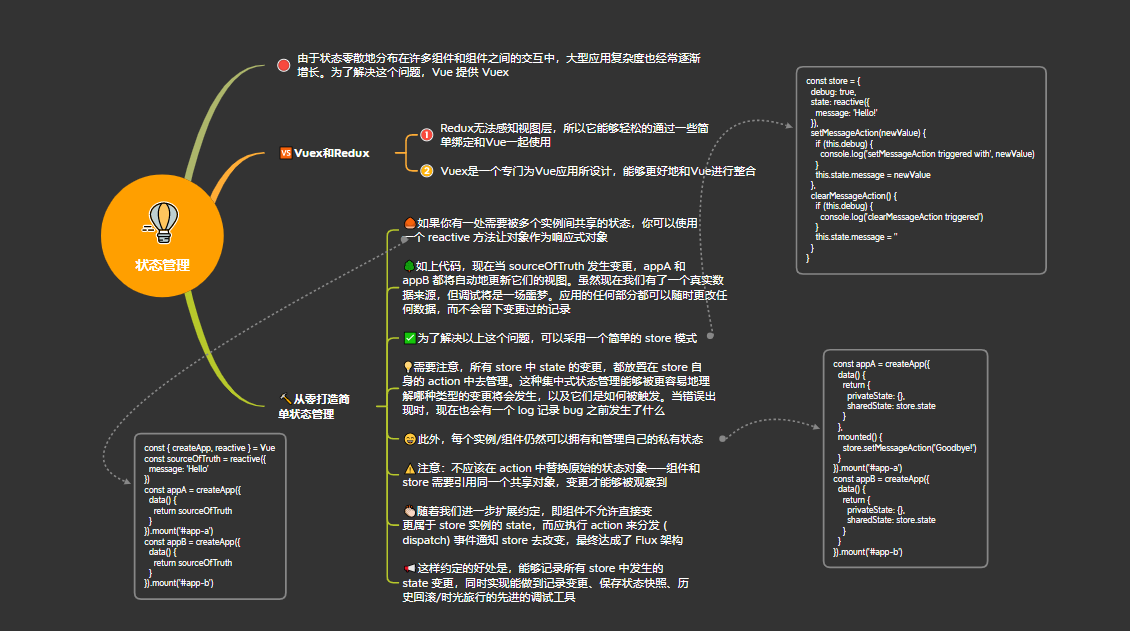 状态管理
由于状态零散地分布在许多组件和组件之间的交互中，大型应用复杂度也经常逐渐
增长。为了解决这个问题，Vue 提供 Vuex
VS Vuex和Redux
1 Redux无法感知视图层，所以它能够轻松的通过一些简
单绑定和Vue一起使用
2 Vuex是一个专门为Vue应用所设计，能够更好地和Vue进行整合
从零打造简
单状态管理
如果你有一处需要被多个实例间共享的状态，你可以使用
一个 reactive 方法让对象作为响应式对象
如上代码，现在当 sourceOfTruth 发生变更，appA 和
appB 都将自动地更新它们的视图。虽然现在我们有了一个真实数
据来源，但调试将是一场噩梦。应用的任何部分都可以随时更改任
何数据，而不会留下变更过的记录
为了解决以上这个问题，可以采用一个简单的 store 模式
需要注意，所有 store 中 state 的变更，都放置在 store 自
身的 action 中去管理。这种集中式状态管理能够被更容易地理
解哪种类型的变更将会发生，以及它们是如何被触发。当错误出
现时，现在也会有一个 log 记录 bug 之前发生了什么
此外，每个实例/组件仍然可以拥有和管理自己的私有状态
注意：不应该在 action 中替换原始的状态对象——组件和
store 需要引用同一个共享对象，变更才能够被观察到
随着我们进一步扩展约定，即组件不允许直接变
更属于 store 实例的 state，而应执行 action 来分发 (
dispatch) 事件通知 store 去改变，最终达成了 Flux 架构
这样约定的好处是，能够记录所有 store 中发生的
state 变更，同时实现能做到记录变更、保存状态快照、历
史回滚/时光旅行的先进的调试工具
const { createApp, reactive } = Vue
const sourceOfTruth = reactive({
message: 'Hello'
})
const appA = createApp({
data() {
return sourceOfTruth
}
}).mount('#app-a')
const appB = createApp({
data() {
return sourceOfTruth
}
}).mount('#app-b')
const store = {
debug: true,
state: reactive({
message: 'Hello!'
}),
setMessageAction(newValue) {
if (this.debug) {
console.log('setMessageAction triggered with', newValue)
}
this.state.message = newValue
},
clearMessageAction() {
if (this.debug) {
console.log('clearMessageAction triggered')
}
this.state.message = ''
}
}
const appA = createApp({
data() {
return {
privateState: {},
sharedState: store.state
}
},
mounted() {
store.setMessageAction('Goodbye!')
}
}).mount('#app-a')
const appB = createApp({
data() {
return {
privateState: {},
sharedState: store.state
}
}
}).mount('#app-b')